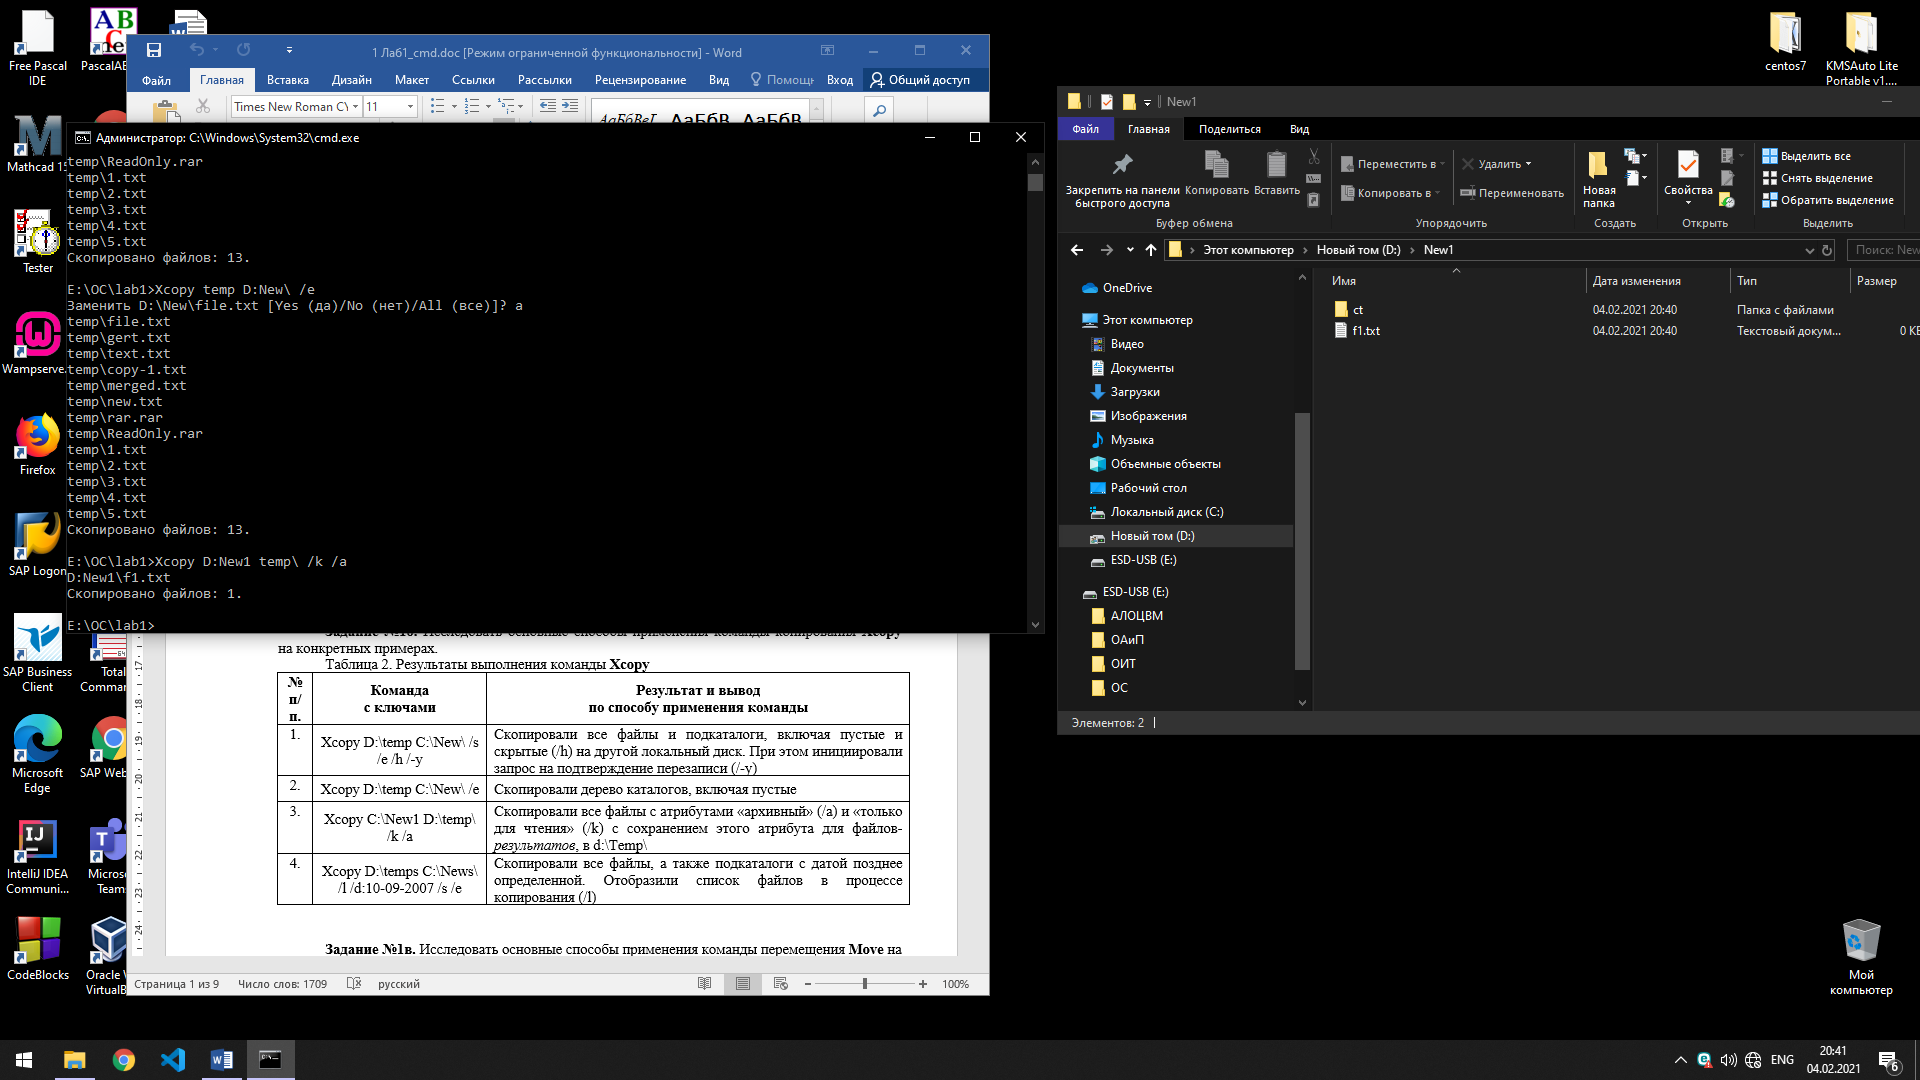 Free Pascal
IDE
Mathcad 15
Tester
Wampserve...
Firefox
SAP Logon
SAP Business
Client
Total
Comman...
Microsoft
Edge
SAP Web...
IntelliJ IDEA
Communi...
Micros...
Teams
CodeBlocks
Oracle V
VirtualB
1 Лаб1_cmd.doc [Режим ограниченной функциональности] - Word
Файл Главная Вставка Дизайн Макет Ссылки Рассылки Рецензирование Вид Помощь Вход Общий доступ
Times New Roman CY 11
АаБбВвГ АаБбВ АаБбВ
Администратор: C:\Windows\System32\cmd.exe
temp\ReadOnly.rar
temp\1.txt
temp\2.txt
temp\3.txt
temp\4.txt
temp\5.txt
Скопировано файлов: 13.
E:\OC\lab1>Xcopy temp D:New\ /e
Заменить D:\New\file.txt [Yes (да)/No (нет)/All (все)]? a
temp\file.txt
temp\gert.txt
temp\text.txt
temp\copy-1.txt
temp\merged.txt
temp\new.txt
temp\rar.rar
temp\ReadOnly.rar
temp\1.txt
temp\2.txt
temp\3.txt
temp\4.txt
temp\5.txt
Скопировано файлов: 13.
E:\OC\lab1>Xcopy D:New1 temp\ /k /a
D:New1\f1.txt
Скопировано файлов: 1.
E:\OC\lab1>
на конкретных примерах.
Таблица 2. Результаты выполнения команды Xcopy
№ п/п.
Команда с ключами
Результат и вывод
по способу применения команды
1.
Xcopy D:\temp C:\New\ /s
/e /h /-y
Скопировали все файлы и подкаталоги, включая пустые и
скрытые (/h) на другой локальный диск. При этом инициировали
запрос на подтверждение перезаписи (/-y)
2.
Xcopy D:\temp C:\New\ /e
Скопировали дерево каталогов, включая пустые
3.
Xcopy C:\New1 D:\temp\
/k /a
Скопировали все файлы с атрибутами «архивный» (/a) и «только
для чтения» (/k) с сохранением этого атрибута для файлов-
результатов, в d:\Temp\
4.
Xcopy D:\temps C:\News\
/l /d:10-09-2007 /s /e
Скопировали все файлы, а также подкаталоги с датой позднее
определенной. Отобразили список файлов в процессе
копирования (/l)
Задание №1в. Исследовать основные способы применения команды перемещения Move на
Страница 1 из 9 Число слов: 1709 русский 100%
New1
Файл Главная Поделиться Вид
Закрепить на панели
быстрого доступа
Копировать
Вставить
Переместить в
Копировать в
Удалить
Переименовать
Новая
папка
Свойства
Выделить все
Снять выделение
Обратить выделение
Буфер обмена Упорядочить Создать Открыть Выделить
Этот компьютер › Новый том (D:) › New1
Поиск: New
Имя Дата изменения Тип Размер
ct 04.02.2021 20:40 Папка с файлами
f1.txt 04.02.2021 20:40 Текстовый докум... 0 КБ
OneDrive
Этот компьютер
Видео
Документы
Загрузки
Изображения
Музыка
Объемные объекты
Рабочий стол
Локальный диск (C:)
Новый том (D:)
ESD-USB (E:)
ESD-USB (E:)
АЛОЦВМ
ОАиП
ОИТ
ОС
Элементов: 2
centos7
KMSAuto Lite
Portable v1....
Мой
компьютер
ENG
20:41
04.02.2021
6